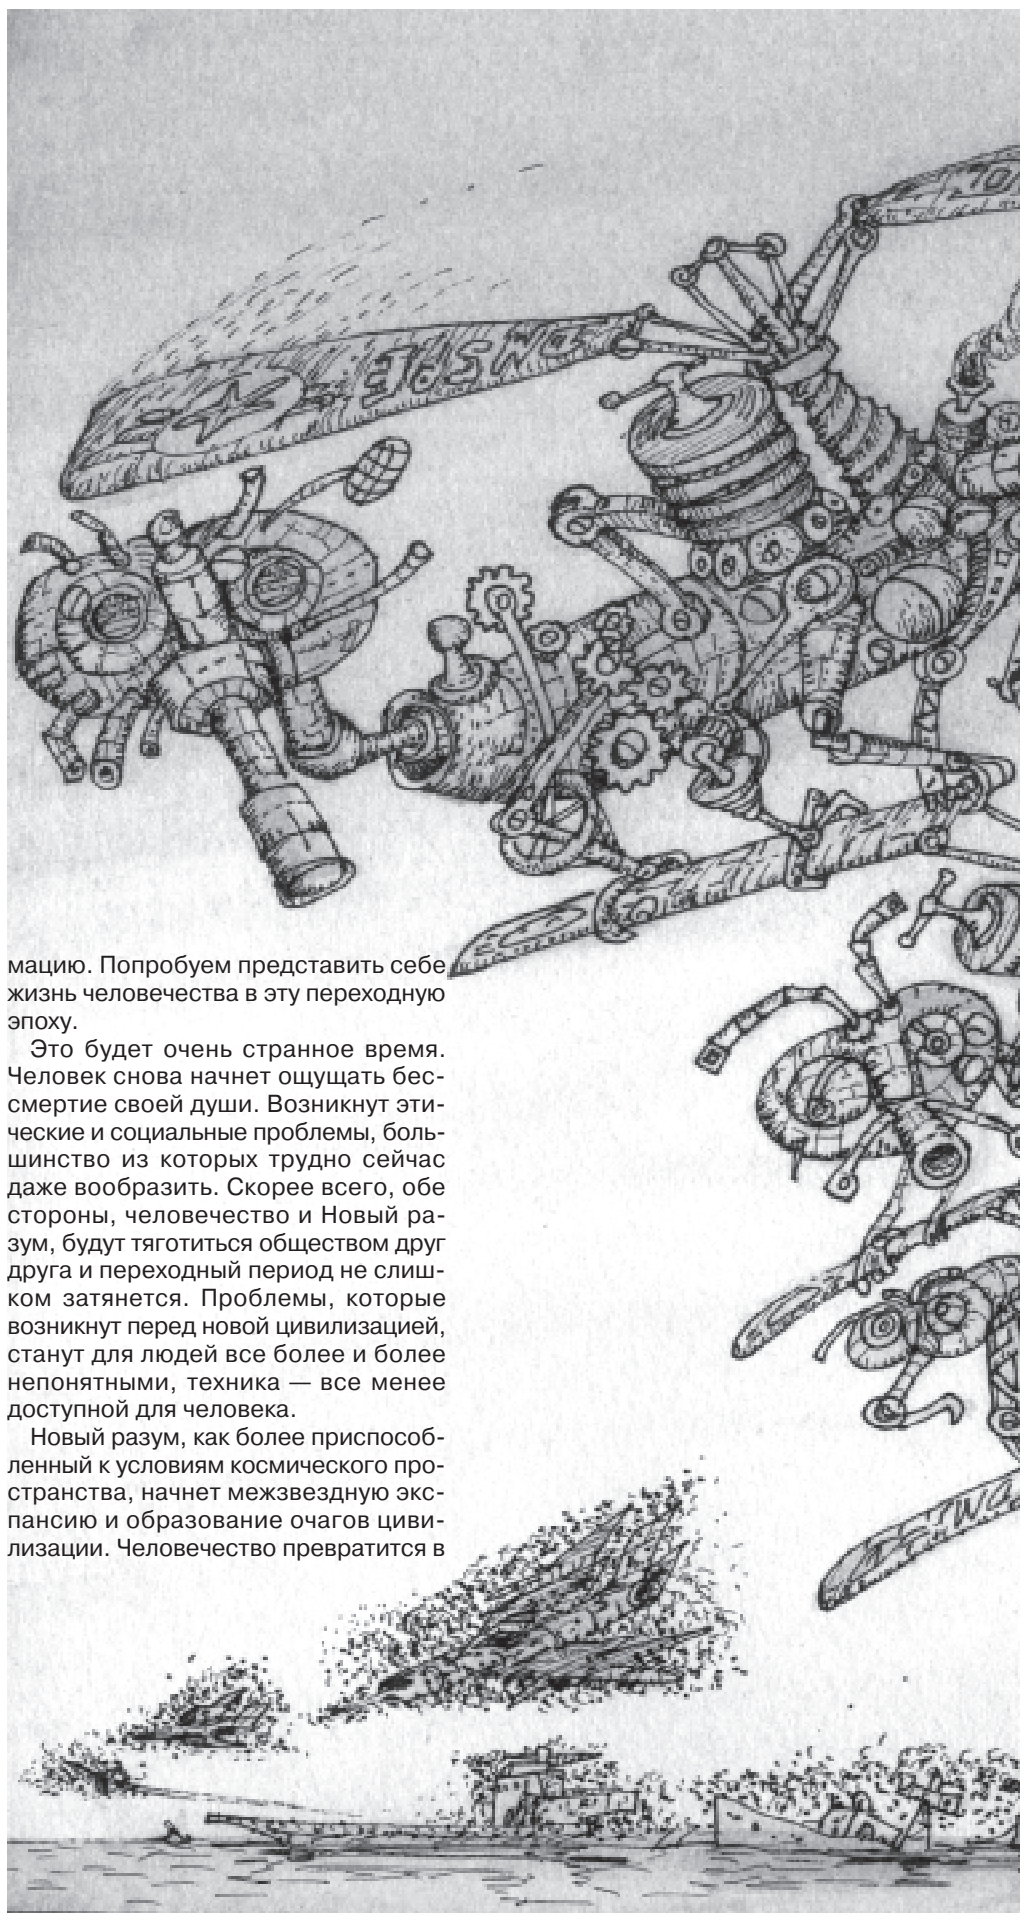 мацию. Попробуем представить себе
жизнь человечества в эту переходную
эпоху.
Это будет очень странное время.
Человек снова начнет ощущать бес-
смертие своей души. Возникнут эти-
ческие и социальные проблемы, боль-
шинство из которых трудно сейчас
даже вообразить. Скорее всего, обе
стороны, человечество и Новый ра-
зум, будут тяготиться обществом друг
друга и переходный период не слиш-
ком затянется. Проблемы, которые
возникнут перед новой цивилизацией,
станут для людей все более и более
непонятными, техника — все менее
доступной для человека.
Новый разум, как более приспособ-
ленный к условиям космического про-
странства, начнет межзвездную экс-
пансию и образование очагов циви-
лизации. Человечество превратится в